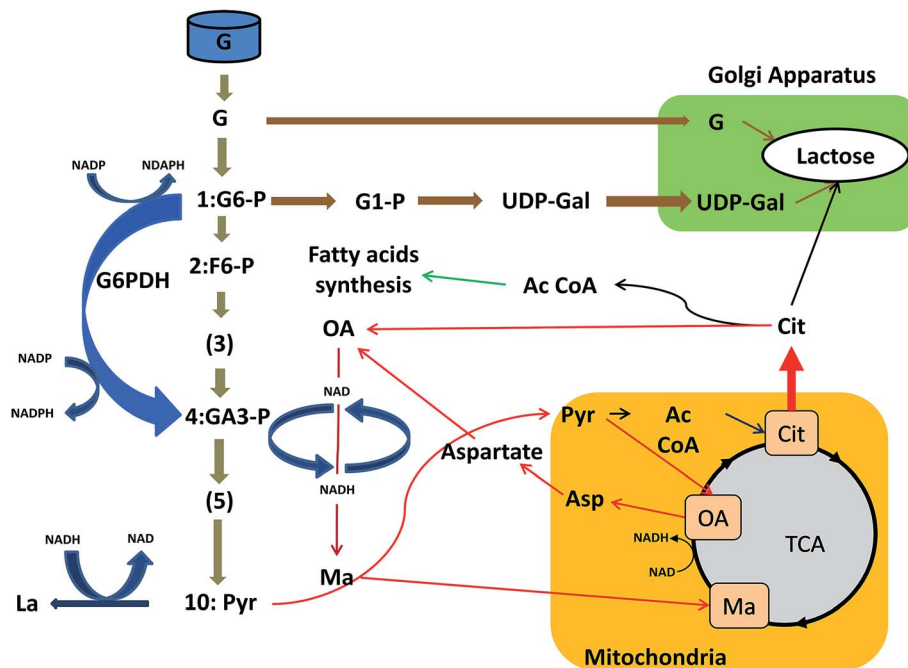 G
Golgi Apparatus
G
G
Lactose
NADP
NDAPH
1:G6-P
G1-P
UDP-Gal
UDP-Gal
2:F6-P
G6PDH
Fatty acids
synthesis
Ac CoA
Cit
OA
(3)
NADP
NADPH
NAD
4:GA3-P
Pyr
Ac
CoA
Cit
Aspartate
NADH
(5)
Asp
OA
TCA
NADH
NAD
NADH
NAD
Ma
Ma
La
10: Pyr
Mitochondria